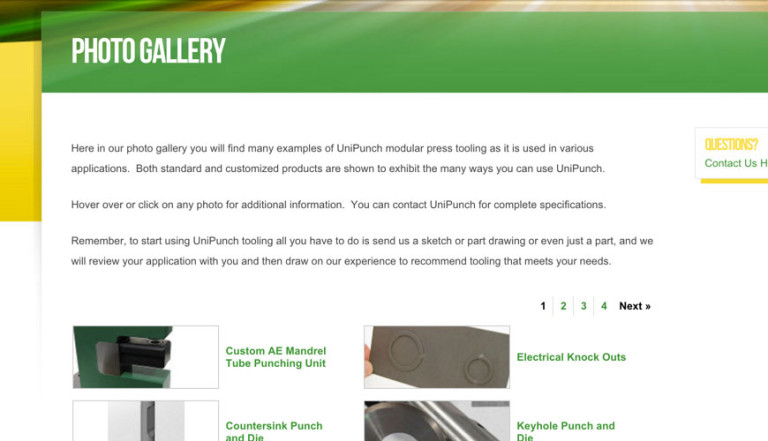 PHOTO GALLERY
Here in our photo gallery you will find many examples of UniPunch modular press tooling as it is used in various
applications.  Both standard and customized products are shown to exhibit the many ways you can use UniPunch.
QUESTIONS?
Contact Us H
Hover over or click on any photo for additional information.  You can contact UniPunch for complete specifications.
Remember, to start using UniPunch tooling all you have to do is send us a sketch or part drawing or even just a part, and we
will review your application with you and then draw on our experience to recommend tooling that meets your needs.
1 2 3 4 Next »
Custom AE Mandrel
Tube Punching Unit
Electrical Knock Outs
Countersink Punch
and Die
Keyhole Punch and
Die